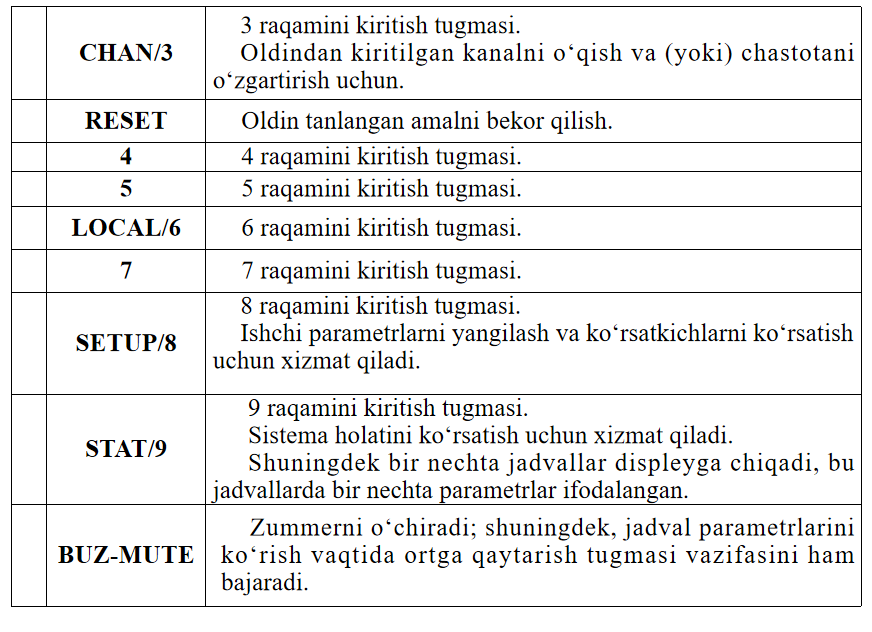 CHAN/3
3 raqamini kiritish tugmasi.
Oldindan kiritilgan kanalni o‘qish va (yoki) chastotani
o‘zgartirish uchun.
RESET
Oldin tanlangan amalni bekor qilish.
4
4 raqamini kiritish tugmasi.
5
5 raqamini kiritish tugmasi.
LOCAL/6
6 raqamini kiritish tugmasi.
7
7 raqamini kiritish tugmasi.
SETUP/8
8 raqamini kiritish tugmasi.
Ishchi parametrlarni yangilash va ko‘rsatkichlarni ko‘rsatish
uchun xizmat qiladi.
STAT/9
9 raqamini kiritish tugmasi.
Sistema holatini ko‘rsatish uchun xizmat qiladi.
Shuningdek bir nechta jadvallar displeyga chiqadi, bu
jadvallarda bir nechta parametrlar ifodalangan.
BUZ-MUTE
Zummerni o‘chiradi; shuningdek, jadval parametrlarini
ko‘rish vaqtida ortga qaytarish tugmasi vazifasini ham
bajaradi.